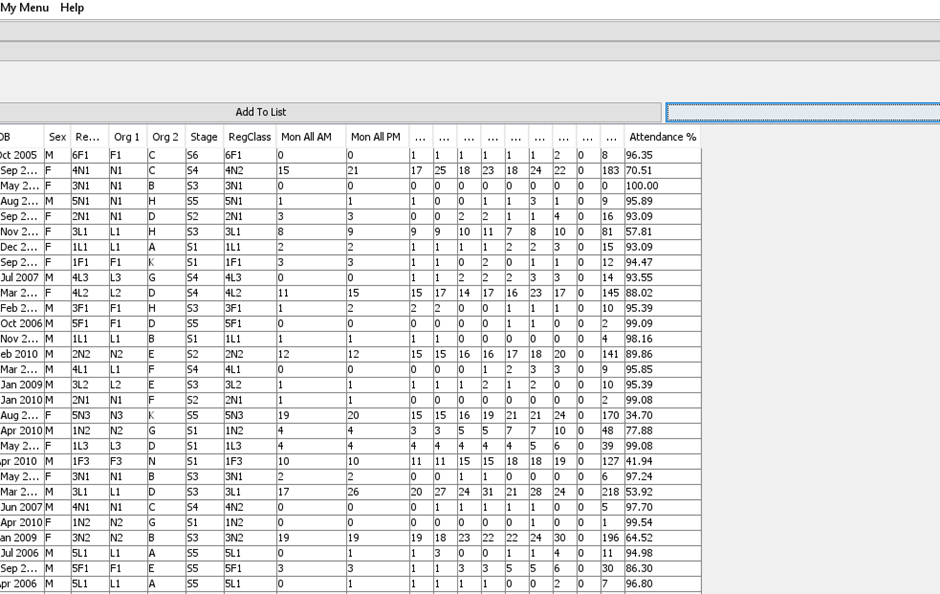 My Menu Help
Add To List
OB Sex Re... Org 1 Org 2 Stage RegClass Mon All AM Mon All PM ... ... ... ... ... ... ... ... ... Attendance %
Oct 2005 M 6F1 F1 C S6 6F1 0 0 1 1 1 1 1 1 2 0 8 96.35
Sep 2... F 4N1 N1 C S4 4N2 15 21 17 25 18 23 18 24 22 0 183 70.51
May 2... F 3N1 N1 B S3 3N1 0 0 0 0 0 0 0 0 0 0 0 100.00
Aug 2... M 5N1 N1 H S5 5N1 1 1 1 0 0 1 1 3 1 0 9 95.89
Sep 2... F 2N1 N1 D S2 2N1 3 3 0 0 2 2 1 1 4 0 16 93.09
Nov 2... F 3L1 L1 H S3 3L1 8 9 9 9 10 11 7 8 10 0 81 57.81
Dec 2... F 1L1 L1 A S1 1L1 2 2 1 1 1 1 2 2 3 0 15 93.09
Sep 2... F 1F1 F1 K S1 1F1 3 3 1 0 2 0 1 1 1 0 12 94.47
Jul 2007 M 4L3 L3 G S4 4L3 0 0 1 1 2 2 2 3 3 0 14 93.55
Mar 2... F 4L2 L2 D S4 4L2 11 15 15 17 14 17 16 23 17 0 145 88.02
Feb 2... M 3F1 F1 H S3 3F1 1 2 2 2 0 0 1 1 1 0 10 95.39
Oct 2006 M 5F1 F1 D S5 5F1 0 0 0 0 0 0 1 1 0 0 2 99.09
Nov 2... M 1L1 L1 B S1 1L1 1 1 1 1 0 0 0 0 0 0 4 98.16
eb 2010 M 2N2 N2 E S2 2N2 12 12 15 15 16 16 17 18 20 0 141 89.86
Mar 2... M 4L1 L1 F S4 4L1 0 0 0 0 0 1 2 3 3 0 9 95.85
Jan 2009 M 3L2 L2 E S3 3L2 1 1 1 1 1 2 1 2 0 0 10 95.39
Jan 2010 M 2N1 N1 F S2 2N1 1 1 0 0 0 0 0 0 0 0 2 99.08
Aug 2... F 5N3 N3 K S5 5N3 19 20 15 15 16 19 21 21 24 0 170 34.70
Apr 2010 M 1N2 N2 G S1 1N2 4 4 3 3 5 5 7 7 10 0 48 77.88
May 2... F 1L3 L3 D S1 1L3 4 4 4 4 4 4 4 5 6 0 39 99.08
Apr 2010 M 1F3 F3 N S1 1F3 10 10 11 11 15 15 18 18 19 0 127 41.94
May 2... F 3N1 N1 B S3 3N1 2 2 0 0 1 1 0 0 0 0 6 97.24
Mar 2... M 3L1 L1 D S3 3L1 17 26 20 27 24 31 21 28 24 0 218 53.92
Jun 2007 M 4N1 N1 C S4 4N2 0 0 0 1 1 1 1 1 0 0 5 97.70
Apr 2010 F 1N2 N2 G S1 1N2 0 0 0 0 0 0 0 1 0 0 1 99.54
an 2009 F 3N2 N2 B S3 3N2 19 19 19 18 23 22 22 24 30 0 196 64.52
Jul 2006 M 5L1 L1 A S5 5L1 0 1 1 3 0 0 1 1 4 0 11 94.98
Sep 2... M 5F1 F1 E S5 5F1 3 3 1 1 3 3 5 5 6 0 30 86.30
Apr 2006 M 5L1 L1 A S5 5L1 0 1 1 1 1 1 0 0 2 0 7 96.80